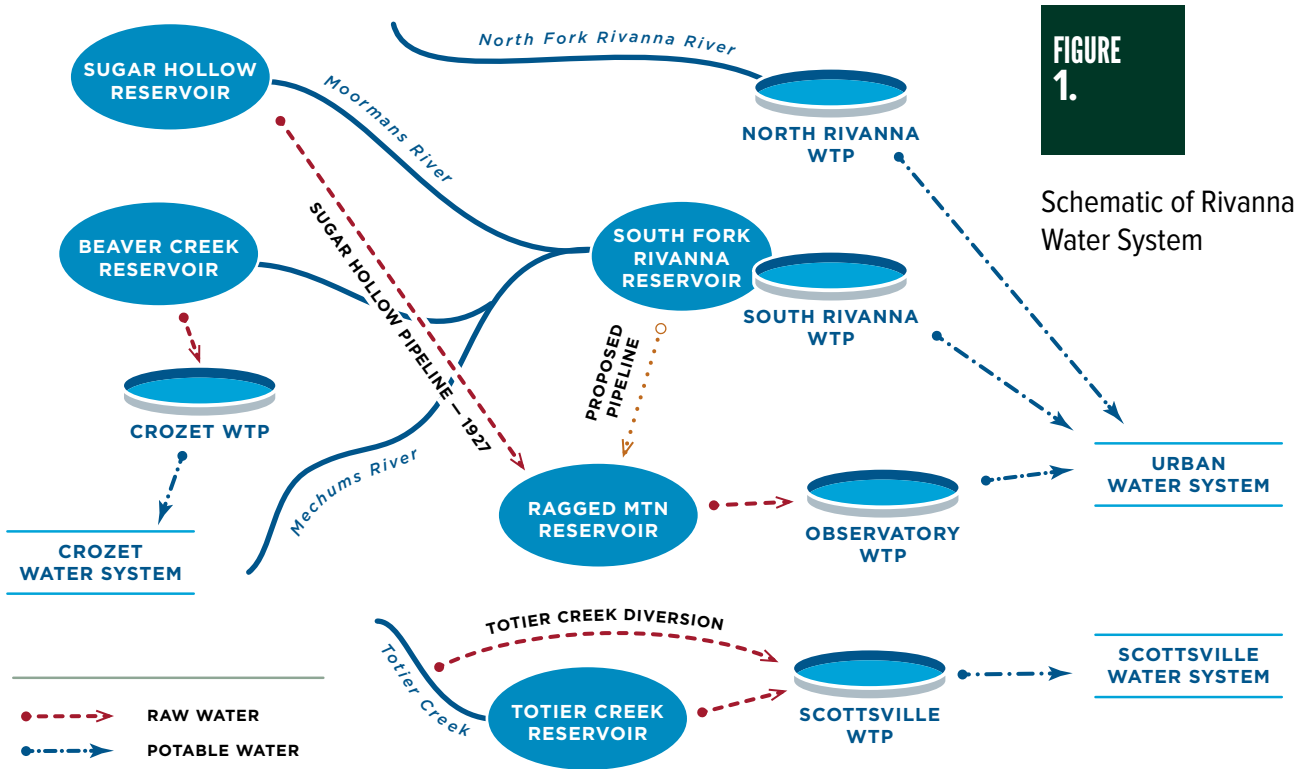 FIGURE
1.
Schematic of Rivanna
Water System
North Fork Rivanna River
SUGAR HOLLOW
RESERVOIR
Moormans River
NORTH RIVANNA
WTP
BEAVER CREEK
RESERVOIR
SUGAR HOLLOW PIPELINE — 1927
SOUTH FORK
RIVANNA
RESERVOIR
SOUTH RIVANNA
WTP
PROPOSED
PIPELINE
CROZET WTP
Mechums River
URBAN
WATER SYSTEM
RAGGED MTN
RESERVOIR
OBSERVATORY
WTP
CROZET
WATER SYSTEM
TOTIER CREEK DIVERSION
Totier Creek
TOTIER CREEK
RESERVOIR
SCOTTSVILLE
WTP
SCOTTSVILLE
WATER SYSTEM
RAW WATER
POTABLE WATER